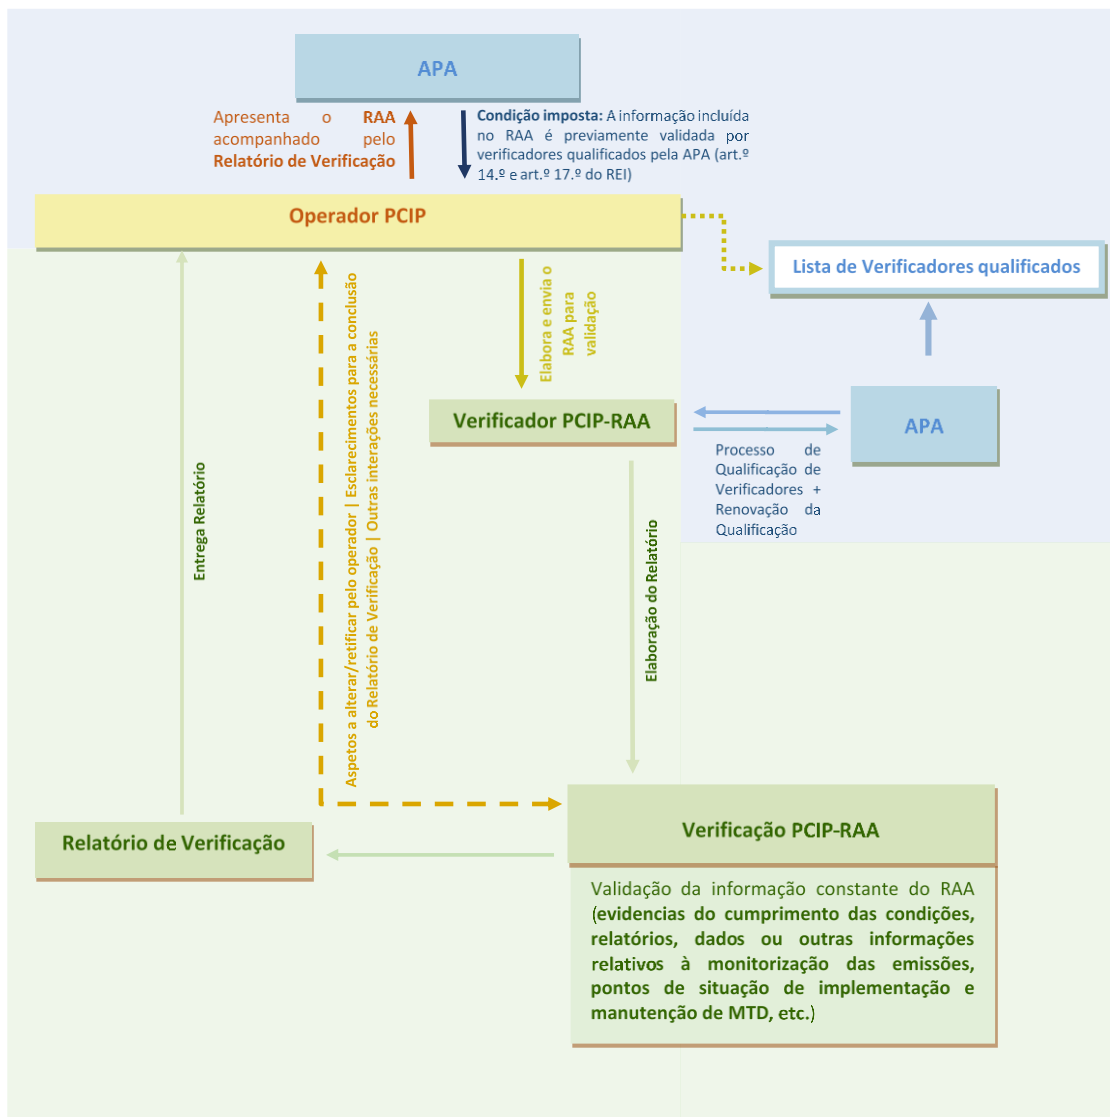 APA
Apresenta o RAA
acompanhado pelo
Relatório de Verificação
Condição imposta: A informação incluída
no RAA é previamente validada por
verificadores qualificados pela APA (art.º
14.º e art.º 17.º do REI)
Operador PCIP
Lista de Verificadores qualificados
Elabora e envia o
RAA para
validação
Verificador PCIP-RAA
APA
Processo de
Qualificação de
Verificadores +
Renovação da
Qualificação
Entrega Relatório
Aspetos a alterar/retificar pelo operador | Esclarecimentos para a conclusão
do Relatório de Verificação | Outras interações necessárias
Elaboração do Relatório
Relatório de Verificação
Verificação PCIP-RAA
Validação da informação constante do RAA
(evidencias do cumprimento das condições,
relatórios, dados ou outras informações
relativos à monitorização das emissões,
pontos de situação de implementação e
manutenção de MTD, etc.)